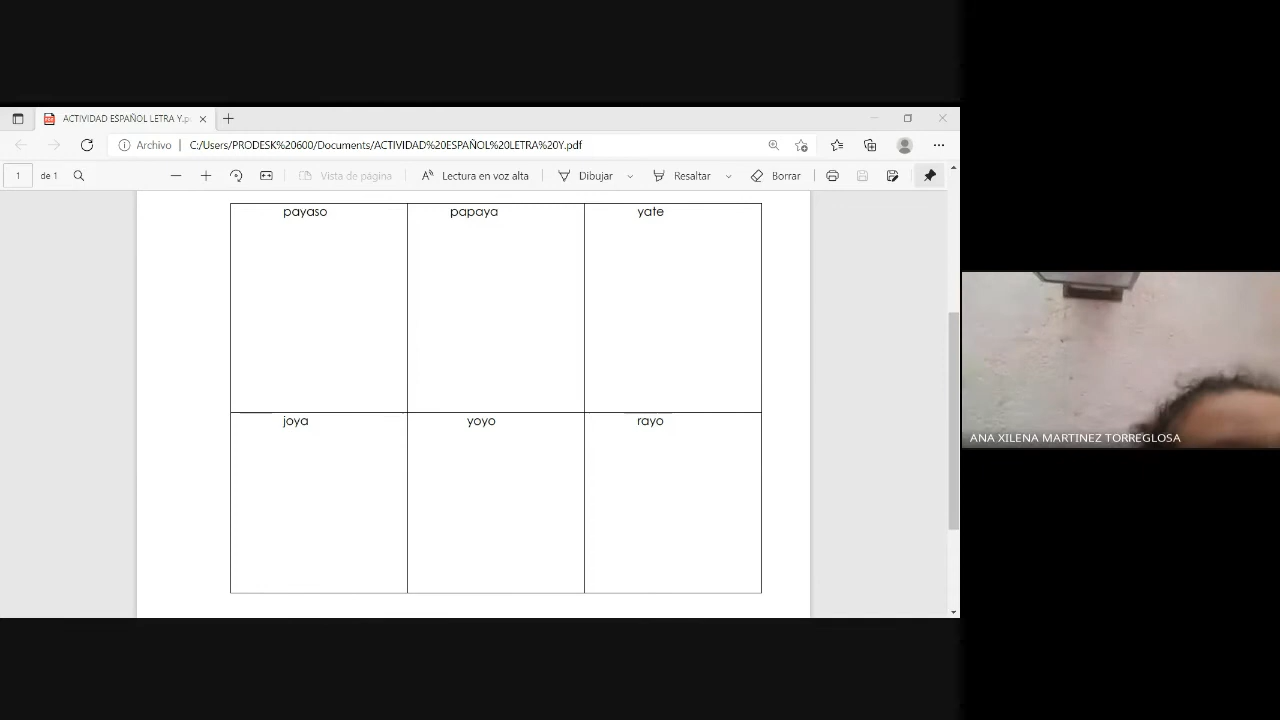 ACTIVIDAD ESPAÑOL LETRA Y.p
Archivo
C:/Users/PRODESK%20600/Documents/ACTIVIDAD%20ESPAÑOL%20LETRA%20Y.pdf
1 de 1 Vista de página Lectura en voz alta Dibujar Resaltar Borrar
payaso papaya yate
joya yoyo rayo
ANA XILENA MARTINEZ TORREGLOSA